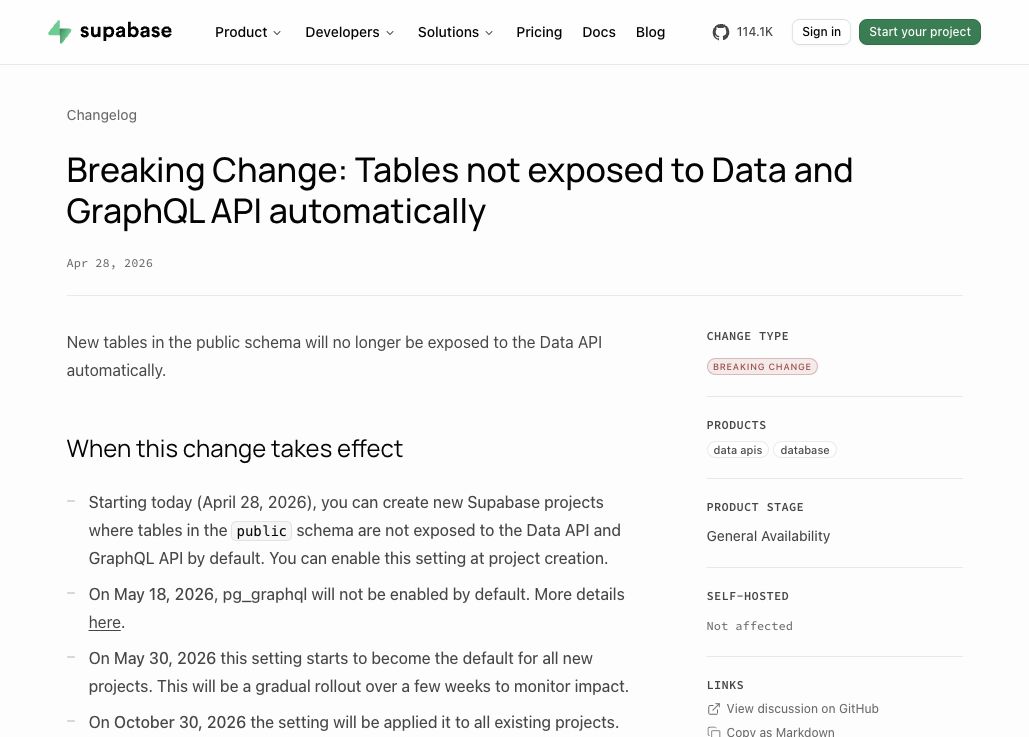 supabase
Product
Developers
Solutions
Pricing
Docs
Blog
114.1K
Sign in
Start your project
Changelog
Breaking Change: Tables not exposed to Data and
GraphQL API automatically
Apr 28, 2026
New tables in the public schema will no longer be exposed to the Data API
automatically.
When this change takes effect
– Starting today (April 28, 2026), you can create new Supabase projects
where tables in the public schema are not exposed to the Data API and
GraphQL API by default. You can enable this setting at project creation.
– On May 18, 2026, pg_graphql will not be enabled by default. More details
here.
– On May 30, 2026 this setting starts to become the default for all new
projects. This will be a gradual rollout over a few weeks to monitor impact.
– On October 30, 2026 the setting will be applied it to all existing projects.
CHANGE TYPE
BREAKING CHANGE
PRODUCTS
data apis
database
PRODUCT STAGE
General Availability
SELF-HOSTED
Not affected
LINKS
View discussion on GitHub
Copy as Markdown